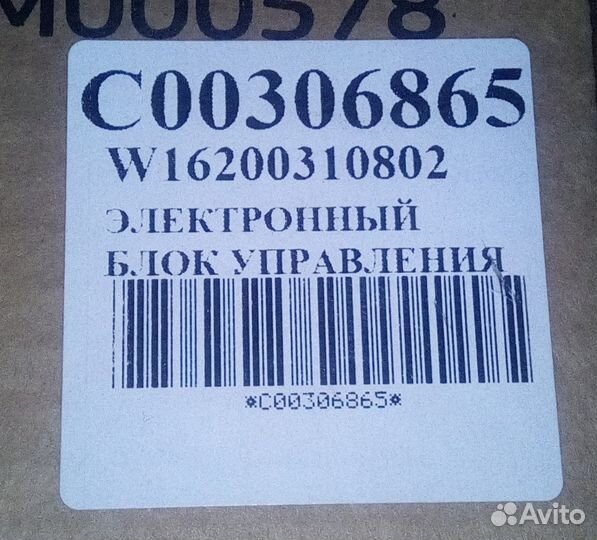 M000578
C00306865
W16200310802
ЭЛЕКТРОННЫЙ
БЛОК УПРАВЛЕНИЯ
*C00306865*
Avito